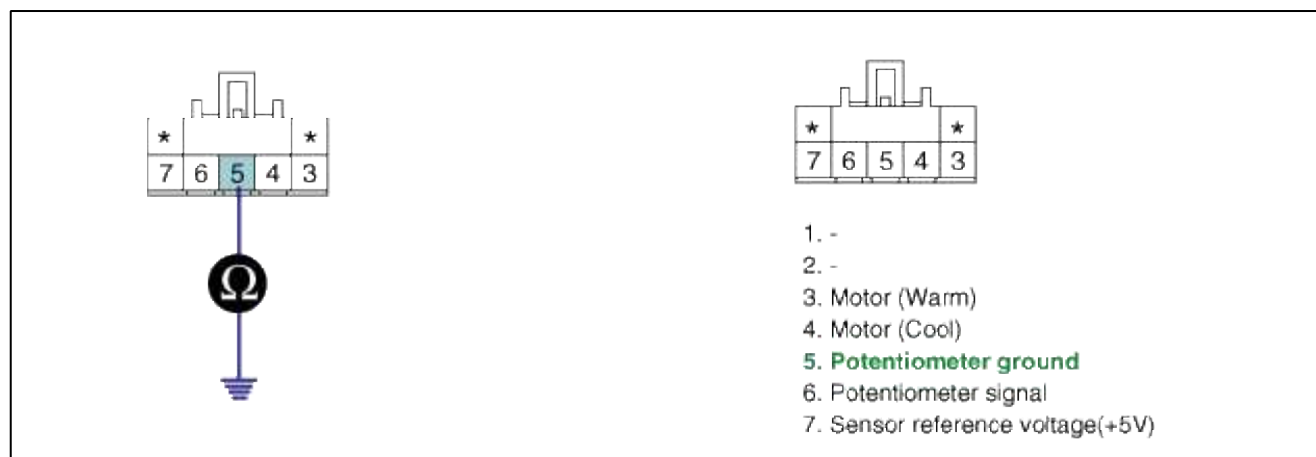 * *
7 6 5 4 3
Ω
* *
7 6 5 4 3
1. -
2. -
3. Motor (Warm)
4. Motor (Cool)
5. Potentiometer ground
6. Potentiometer signal
7. Sensor reference voltage(+5V)